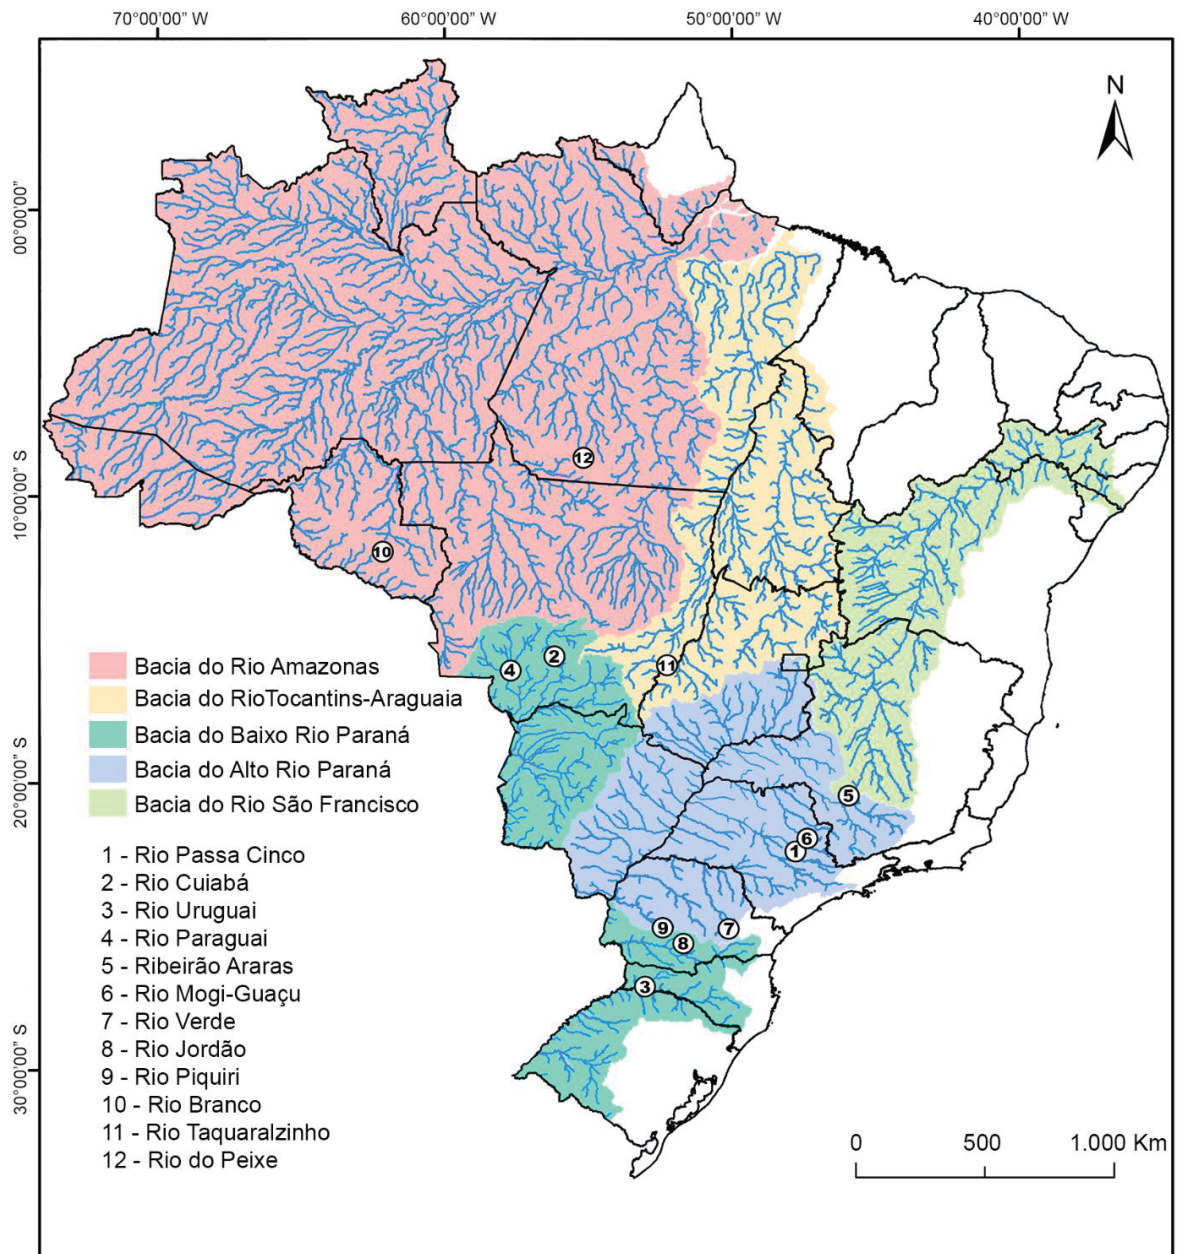 70°00'00" W 60°00'00" W 50°00'00" W 40°00'00" W
N
00°00'00"
10°00'00" S
12
10
11
2
4
20°00'00" S
5
6
1
9
7
8
3
30°00'00" S
Bacia do Rio Amazonas
Bacia do RioTocantins-Araguaia
Bacia do Baixo Rio Paraná
Bacia do Alto Rio Paraná
Bacia do Rio São Francisco
1 - Rio Passa Cinco
2 - Rio Cuiabá
3 - Rio Uruguai
4 - Rio Paraguai
5 - Ribeirão Araras
6 - Rio Mogi-Guaçu
7 - Rio Verde
8 - Rio Jordão
9 - Rio Piquiri
10 - Rio Branco
11 - Rio Taquaralzinho
12 - Rio do Peixe
0 500 1.000 Km